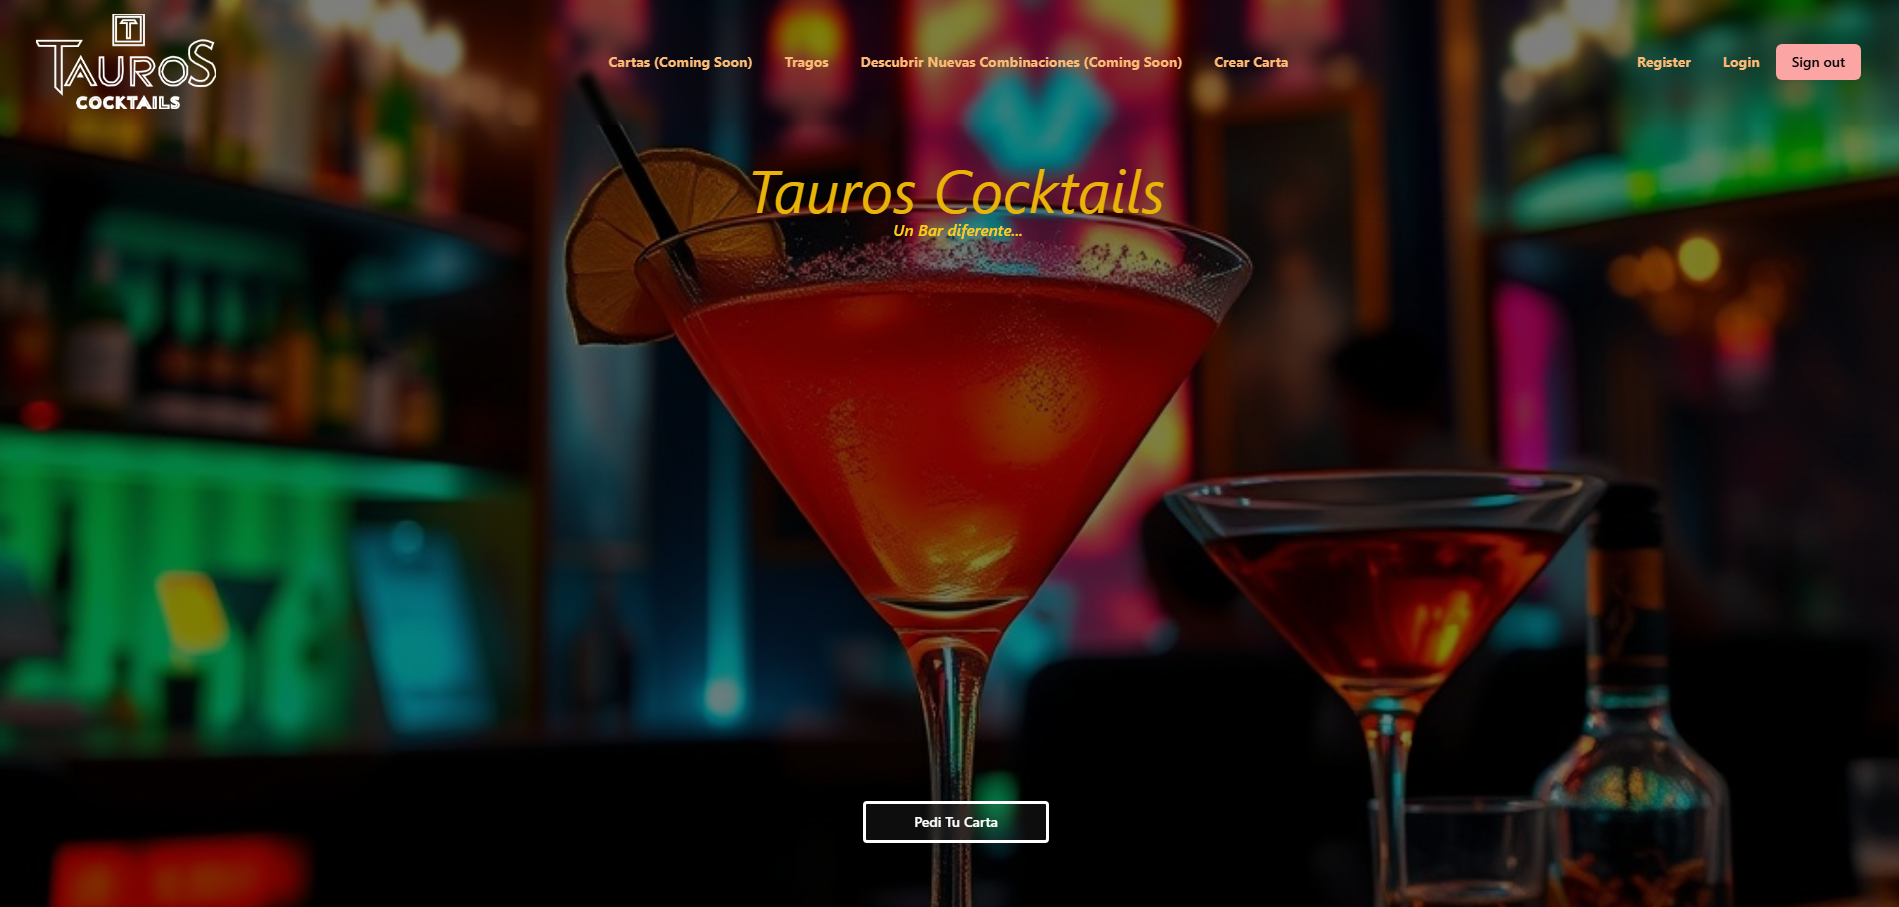 T
TAUROS
COCKTAILS
Cartas (Coming Soon) Tragos Descubrir Nuevas Combinaciones (Coming Soon) Crear Carta Register Login Sign out
Tauros Cocktails
Un Bar diferente...
Pedi Tu Carta